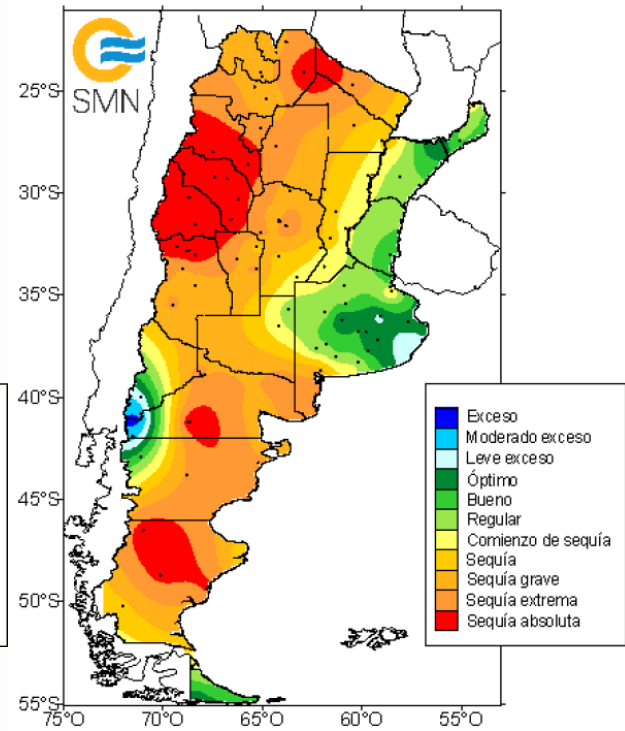 SMN
25°S
30°S
35°S
40°S
45°S
50°S
55°S
75°O 70°O 65°O 60°O 55°O
Exceso
Moderado exceso
Leve exceso
Óptimo
Bueno
Regular
Comienzo de sequía
Sequía
Sequía grave
Sequía extrema
Sequía absoluta